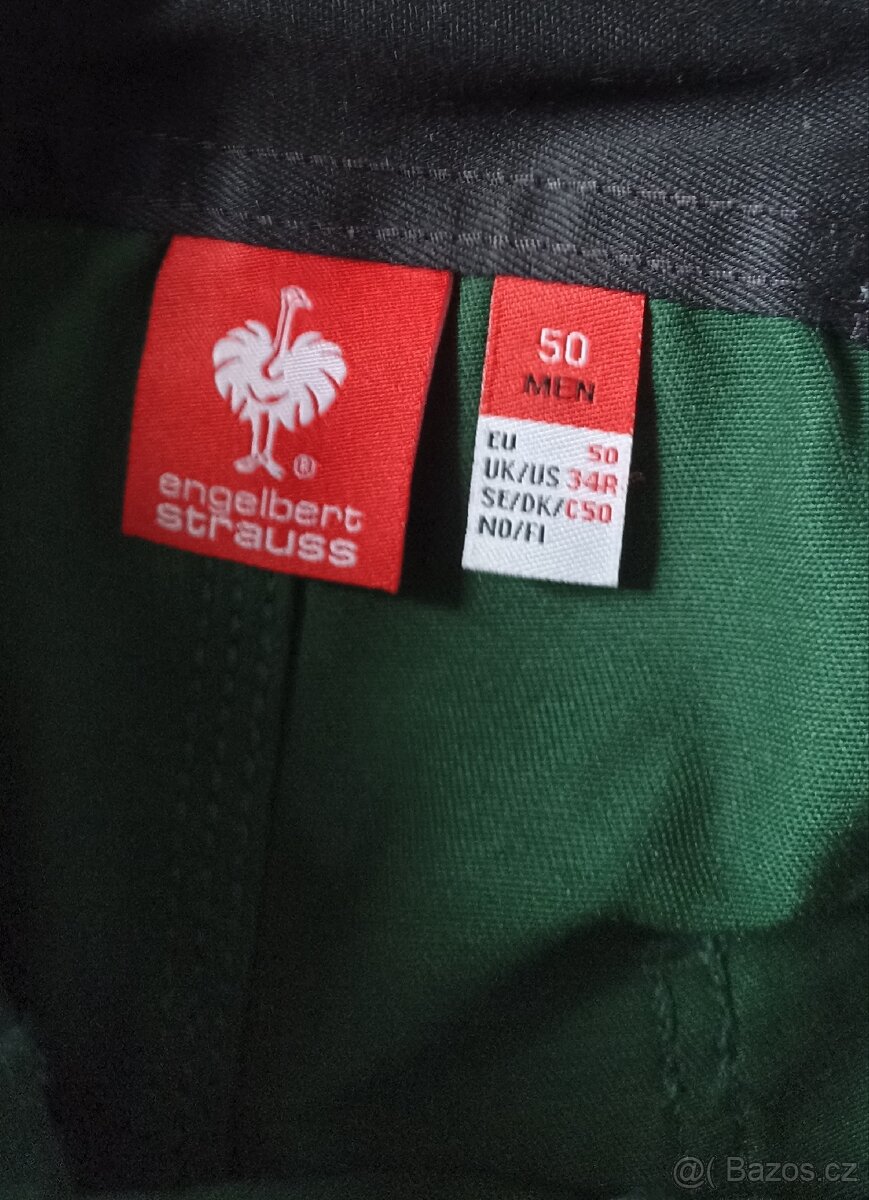 ®
engelbert
strauss
50
MEN
EU 50
UK/US 34R
SE/DK/ C50
NO/FI
@( Bazos.cz